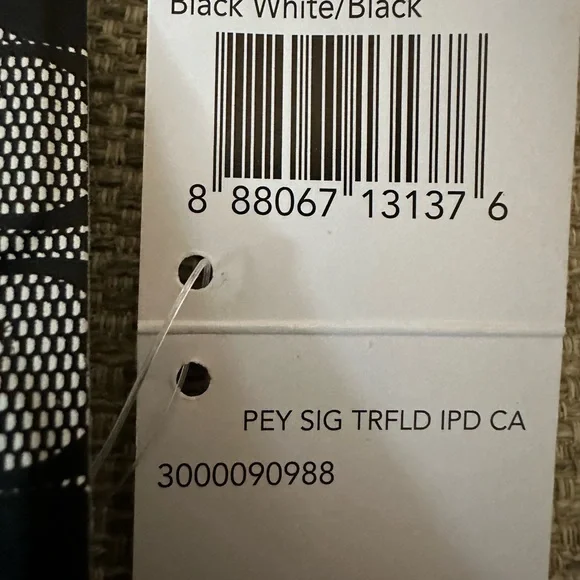 Black White/Black
8 88067 13137 6
PEY SIG TRFLD IPD CA
3000090988